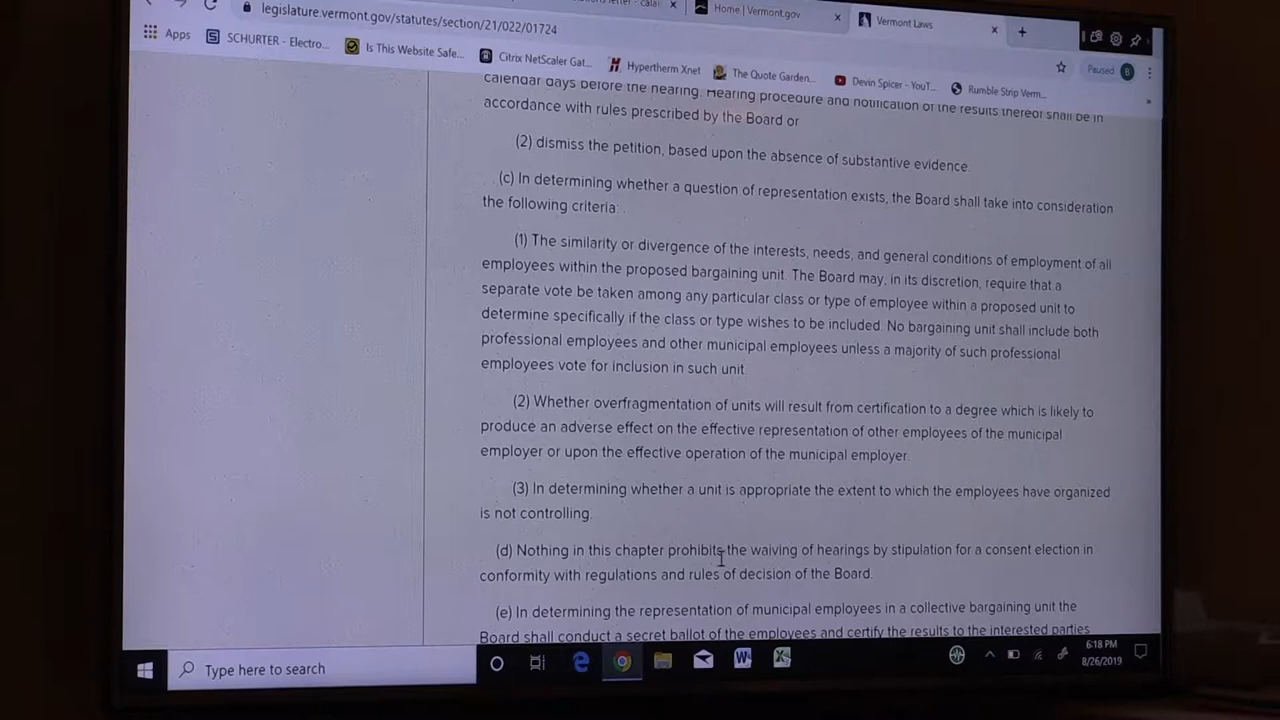 Home | Vermont.gov
Vermont Laws
legislature.vermont.gov/statutes/section/21/022/01724
Apps
SCHURTER - Electro...
Is This Website Safe...
Citrix NetScaler Gat...
Hypertherm Xnet
The Quote Garden...
Devin Spicer - YouT...
Rumble Strip Verm...
Paused
B
»
calendar days before the hearing. Hearing procedure and notification of the results thereof shall be in
accordance with rules prescribed by the Board or
(2) dismiss the petition, based upon the absence of substantive evidence.
(c) In determining whether a question of representation exists, the Board shall take into consideration
the following criteria:
(1) The similarity or divergence of the interests, needs, and general conditions of employment of all
employees within the proposed bargaining unit. The Board may, in its discretion, require that a
separate vote be taken among any particular class or type of employee within a proposed unit to
determine specifically if the class or type wishes to be included. No bargaining unit shall include both
professional employees and other municipal employees unless a majority of such professional
employees vote for inclusion in such unit.
(2) Whether overfragmentation of units will result from certification to a degree which is likely to
produce an adverse effect on the effective representation of other employees of the municipal
employer or upon the effective operation of the municipal employer.
(3) In determining whether a unit is appropriate the extent to which the employees have organized
is not controlling.
(d) Nothing in this chapter prohibits the waiving of hearings by stipulation for a consent election in
conformity with regulations and rules of decision of the Board.
(e) In determining the representation of municipal employees in a collective bargaining unit the
Board shall conduct a secret ballot of the employees and certify the results to the interested parties
Type here to search
6:18 PM
8/26/2019